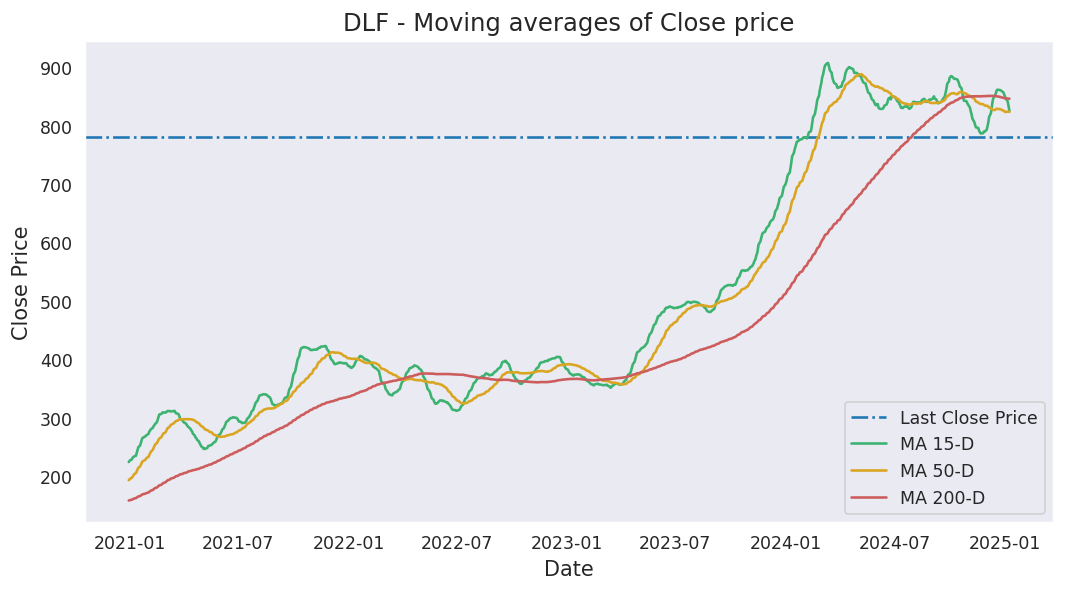 DLF - Moving averages of Close price
900
800
700
600
500
400
300
200
Close Price
2021-01 2021-07 2022-01 2022-07 2023-01 2023-07 2024-01 2024-07 2025-01
Date
Last Close Price
MA 15-D
MA 50-D
MA 200-D